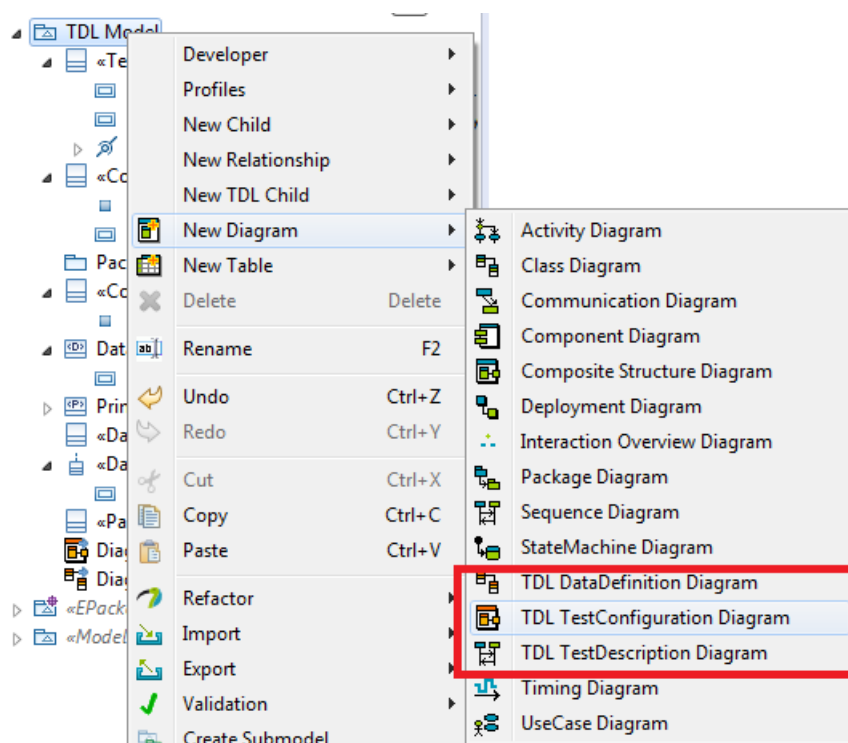 TDL Model
«Te
«Co
Pac
«Co
Dat
Prin
«Da
«Da
«Pa
Diag
Diag
«EPack
«Model
Developer
Profiles
New Child
New Relationship
New TDL Child
New Diagram
New Table
Delete Delete
Rename F2
Undo Ctrl+Z
Redo Ctrl+Y
Cut Ctrl+X
Copy Ctrl+C
Paste Ctrl+V
Refactor
Import
Export
Validation
Create Submodel
Activity Diagram
Class Diagram
Communication Diagram
Component Diagram
Composite Structure Diagram
Deployment Diagram
Interaction Overview Diagram
Package Diagram
Sequence Diagram
StateMachine Diagram
TDL DataDefinition Diagram
TDL TestConfiguration Diagram
TDL TestDescription Diagram
Timing Diagram
UseCase Diagram